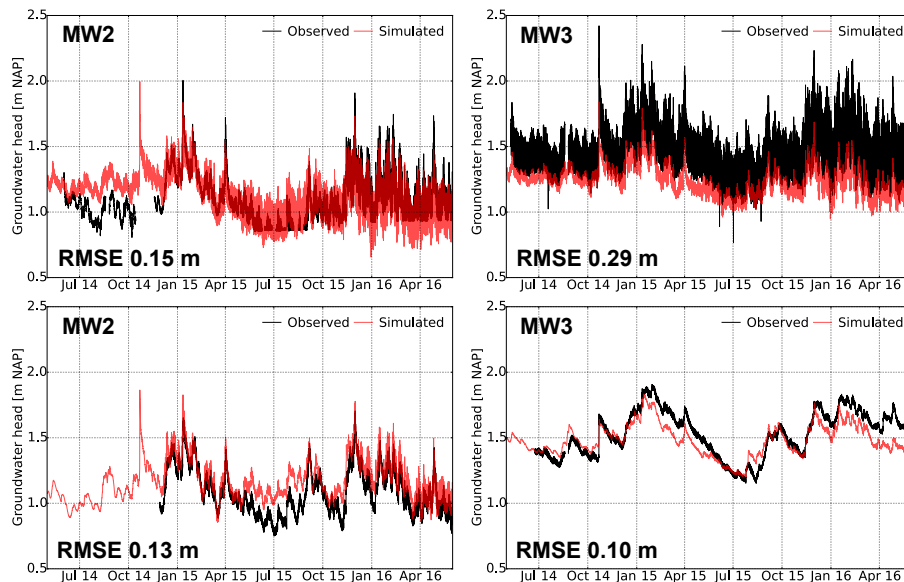 MW2
Observed Simulated
Groundwater head [m NAP]
2.5
2.0
1.5
1.0
0.5
RMSE 0.15 m
Jul 14 Oct 14 Jan 15 Apr 15 Jul 15 Oct 15 Jan 16 Apr 16
MW3
Observed Simulated
Groundwater head [m NAP]
2.5
2.0
1.5
1.0
0.5
RMSE 0.29 m
Jul 14 Oct 14 Jan 15 Apr 15 Jul 15 Oct 15 Jan 16 Apr 16
MW2
Observed Simulated
Groundwater head [m NAP]
2.5
2.0
1.5
1.0
0.5
RMSE 0.13 m
Jul 14 Oct 14 Jan 15 Apr 15 Jul 15 Oct 15 Jan 16 Apr 16
MW3
Observed Simulated
Groundwater head [m NAP]
2.5
2.0
1.5
1.0
0.5
RMSE 0.10 m
Jul 14 Oct 14 Jan 15 Apr 15 Jul 15 Oct 15 Jan 16 Apr 16